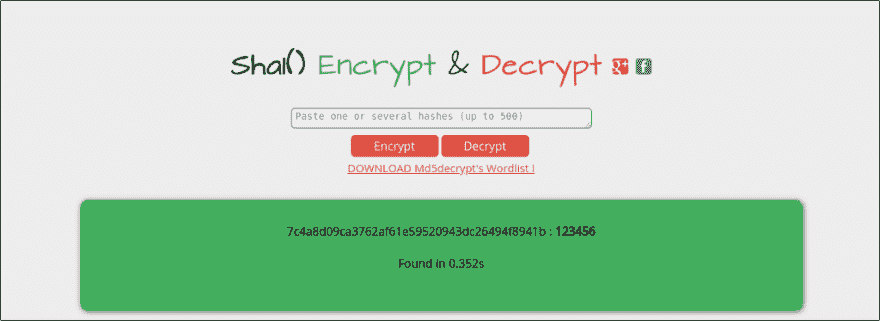 Sha1() Encrypt & Decrypt g+ f
Paste one or several hashes (up to 500)
Encrypt Decrypt
DOWNLOAD Md5decrypt's Wordlist !
7c4a8d09ca3762af61e59520943dc26494f8941b : 123456
Found in 0.352s